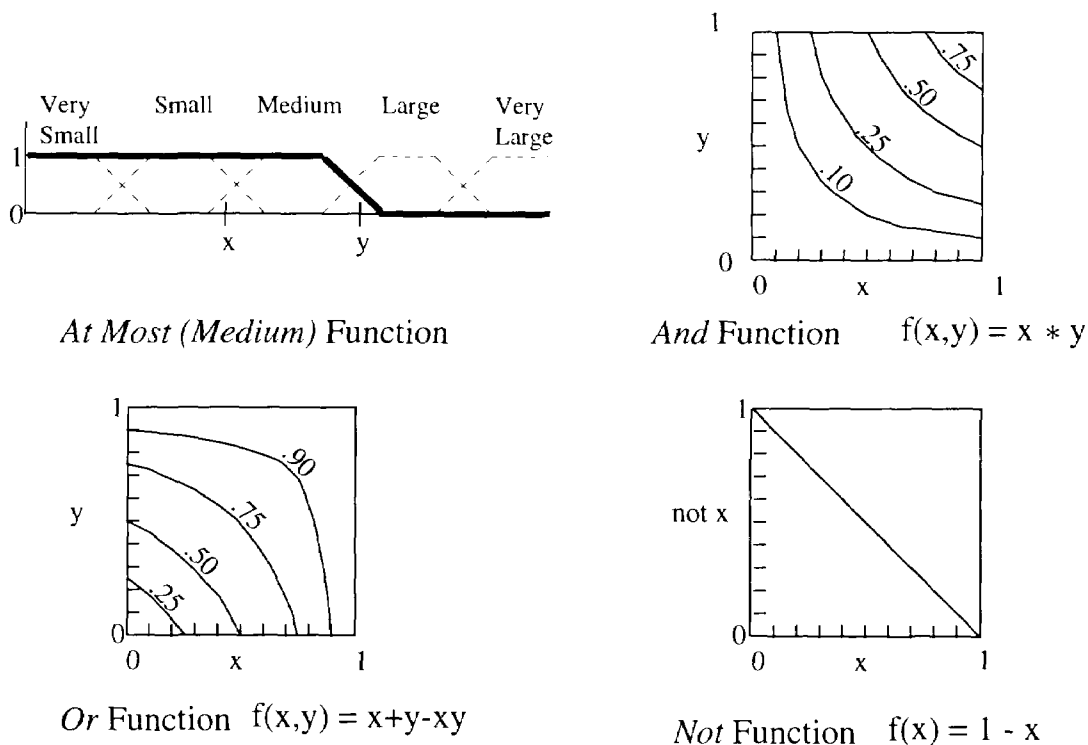 Very Small Medium Large Very
Small Large
1
0
x y
At Most (Medium) Function
1
y
0
0 x 1
.75
.50
.25
.10
And Function f(x,y) = x * y
1
y
0
0 x 1
.90
.75
.50
.25
Or Function f(x,y) = x+y-xy
1
not x
0
0 x 1
Not Function f(x) = 1 - x